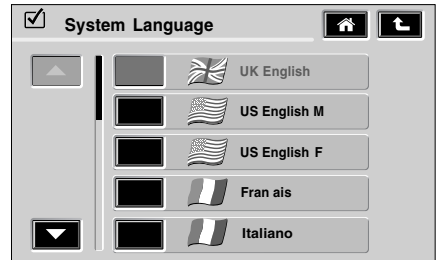 System Language
UK English
US English M
US English F
Fran ais
Italiano